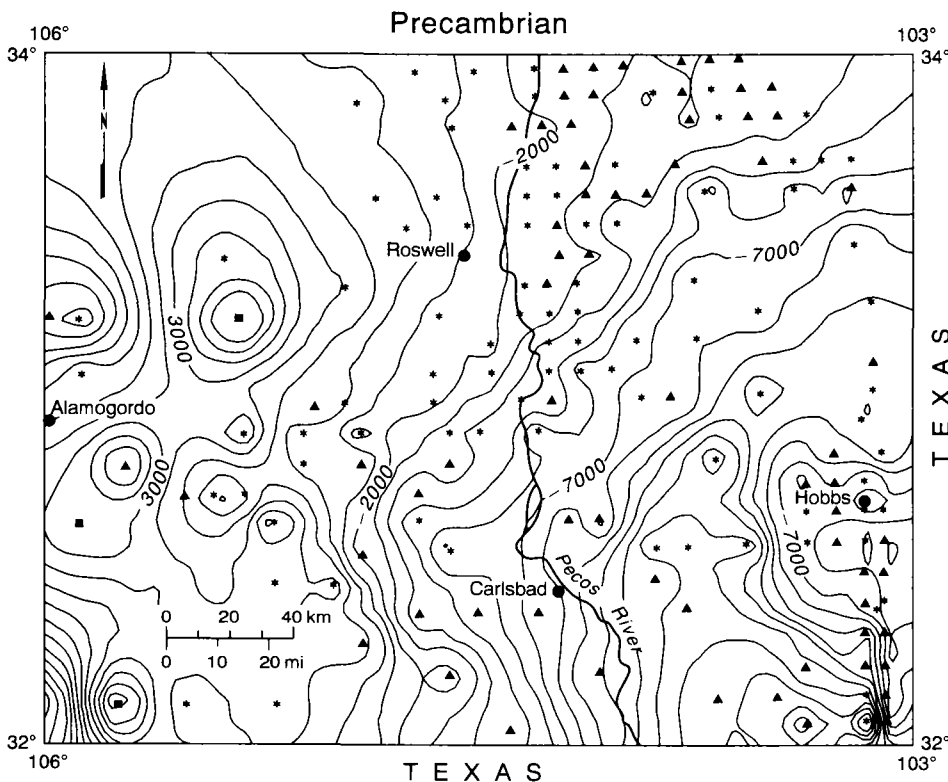 Precambrian
106°
103°
34°
34°
N
-2000
Roswell
-7000
3000
TEXAS
Alamogordo
3000
-2000
-7000
Hobbs
-7000
Carlsbad
Pecos River
0 20 40 km
0 10 20 mi
32°
32°
106°
TEXAS
103°